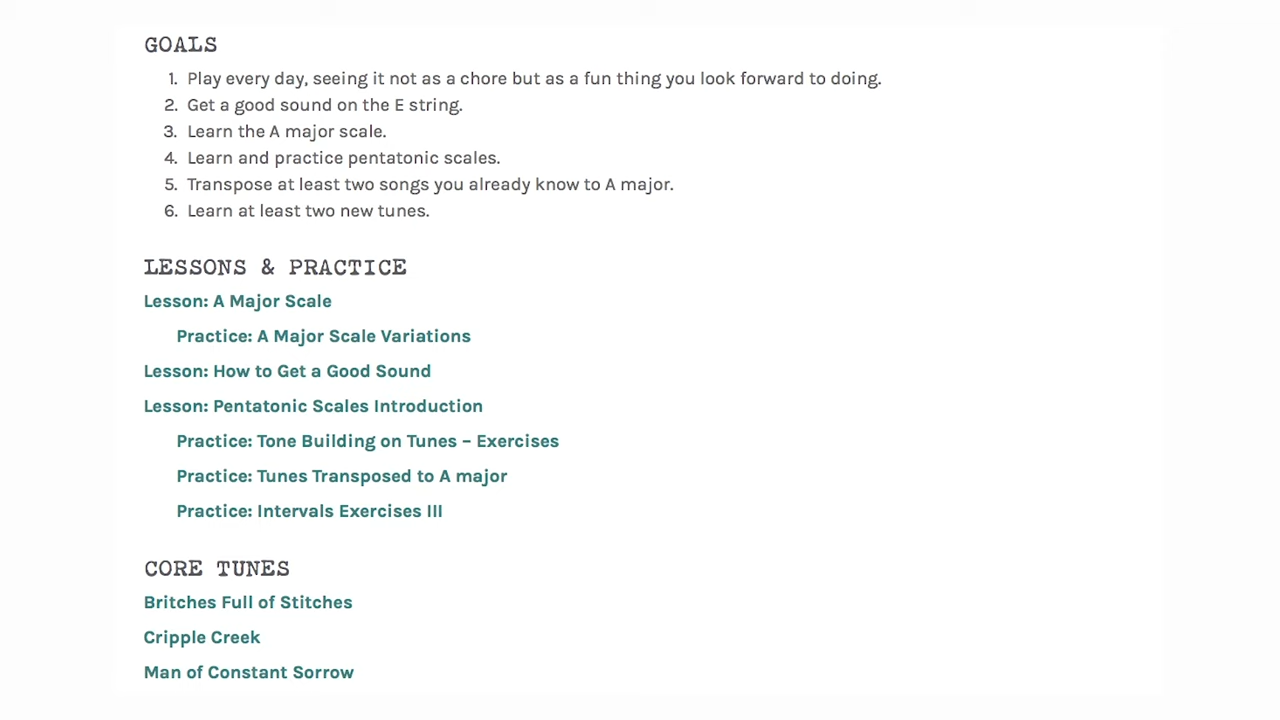 GOALS
1. Play every day, seeing it not as a chore but as a fun thing you look forward to doing.
2. Get a good sound on the E string.
3. Learn the A major scale.
4. Learn and practice pentatonic scales.
5. Transpose at least two songs you already know to A major.
6. Learn at least two new tunes.
LESSONS & PRACTICE
Lesson: A Major Scale
Practice: A Major Scale Variations
Lesson: How to Get a Good Sound
Lesson: Pentatonic Scales Introduction
Practice: Tone Building on Tunes – Exercises
Practice: Tunes Transposed to A major
Practice: Intervals Exercises III
CORE TUNES
Britches Full of Stitches
Cripple Creek
Man of Constant Sorrow